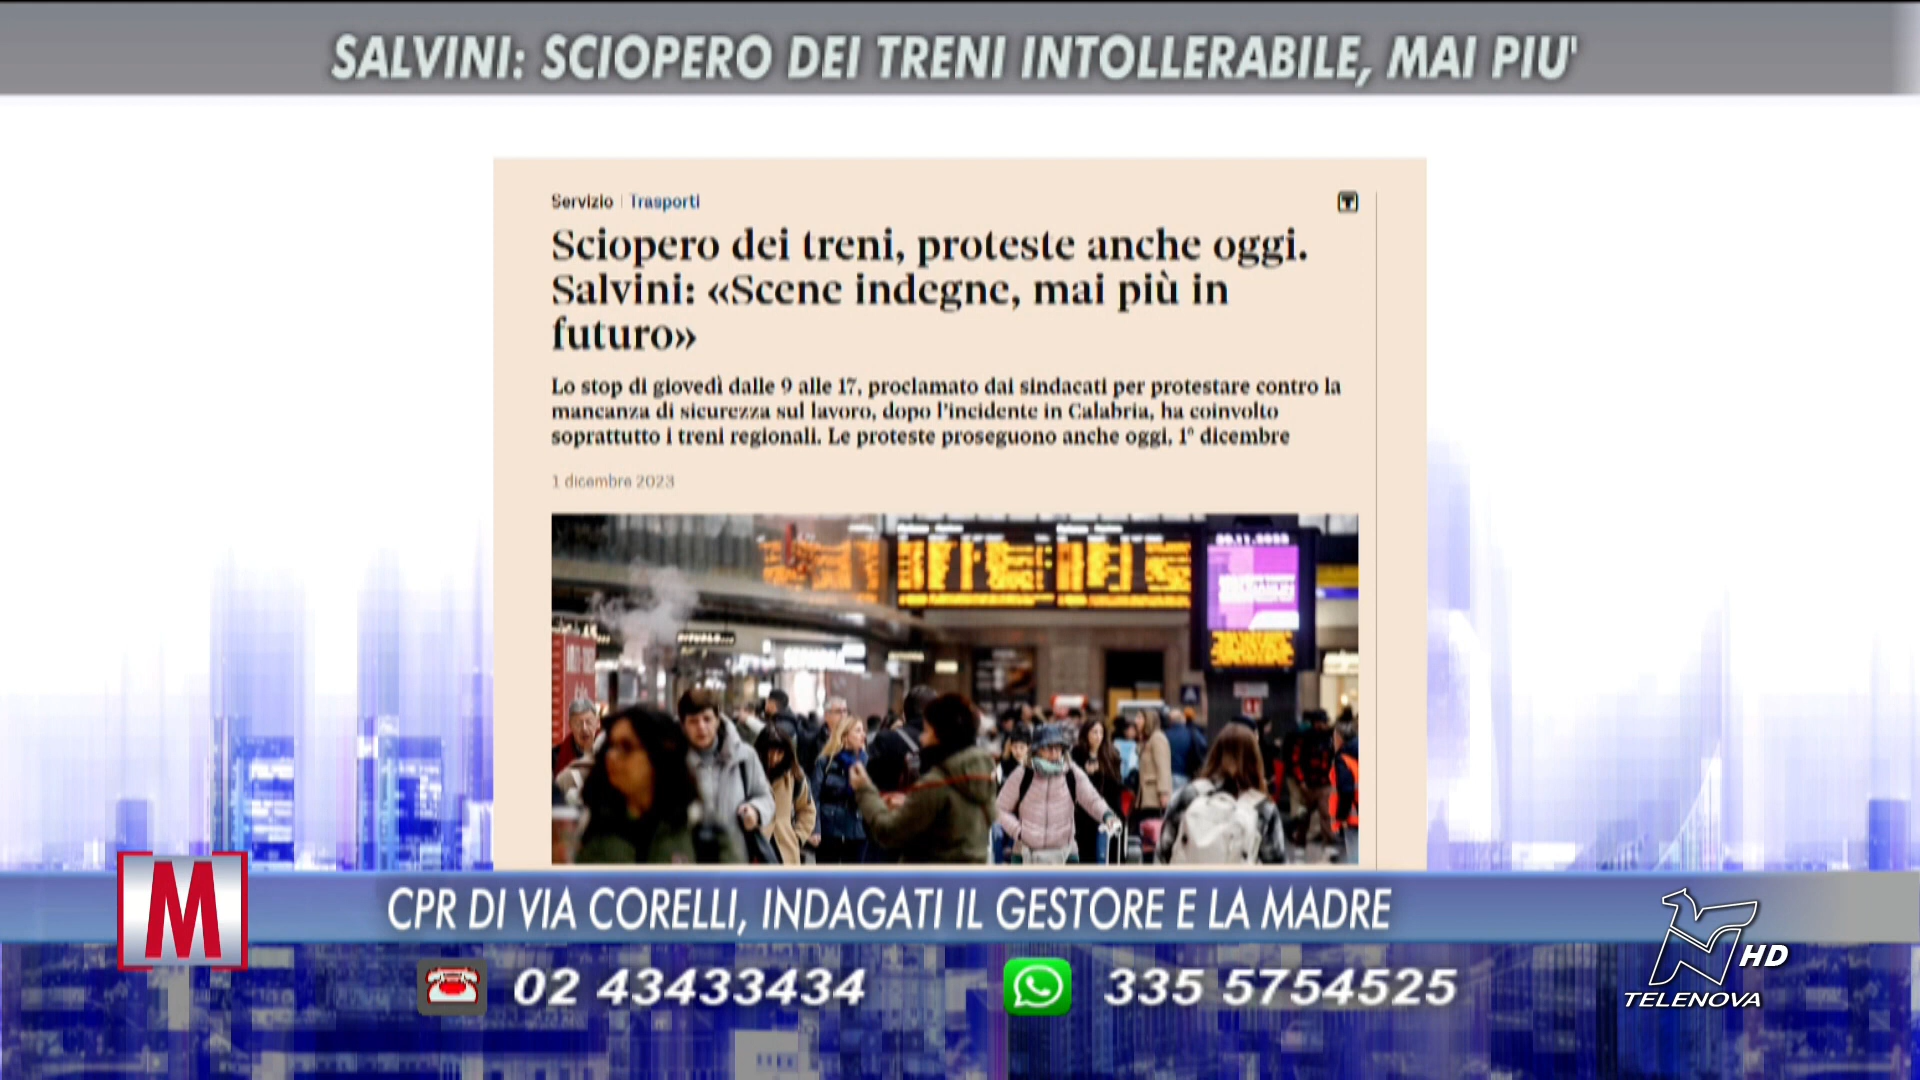 SALVINI: SCIOPERO DEI TRENI INTOLLERABILE, MAI PIU'
Servizio | Trasporti
Sciopero dei treni, proteste anche oggi.
Salvini: «Scene indegne, mai più in
futuro»
Lo stop di giovedì dalle 9 alle 17, proclamato dai sindacati per protestare contro la
mancanza di sicurezza sul lavoro, dopo l'incidente in Calabria, ha coinvolto
soprattutto i treni regionali. Le proteste proseguono anche oggi, 1° dicembre
1 dicembre 2023
M
CPR DI VIA CORELLI, INDAGATI IL GESTORE E LA MADRE
02 43433434
335 5754525
HD
TELENOVA